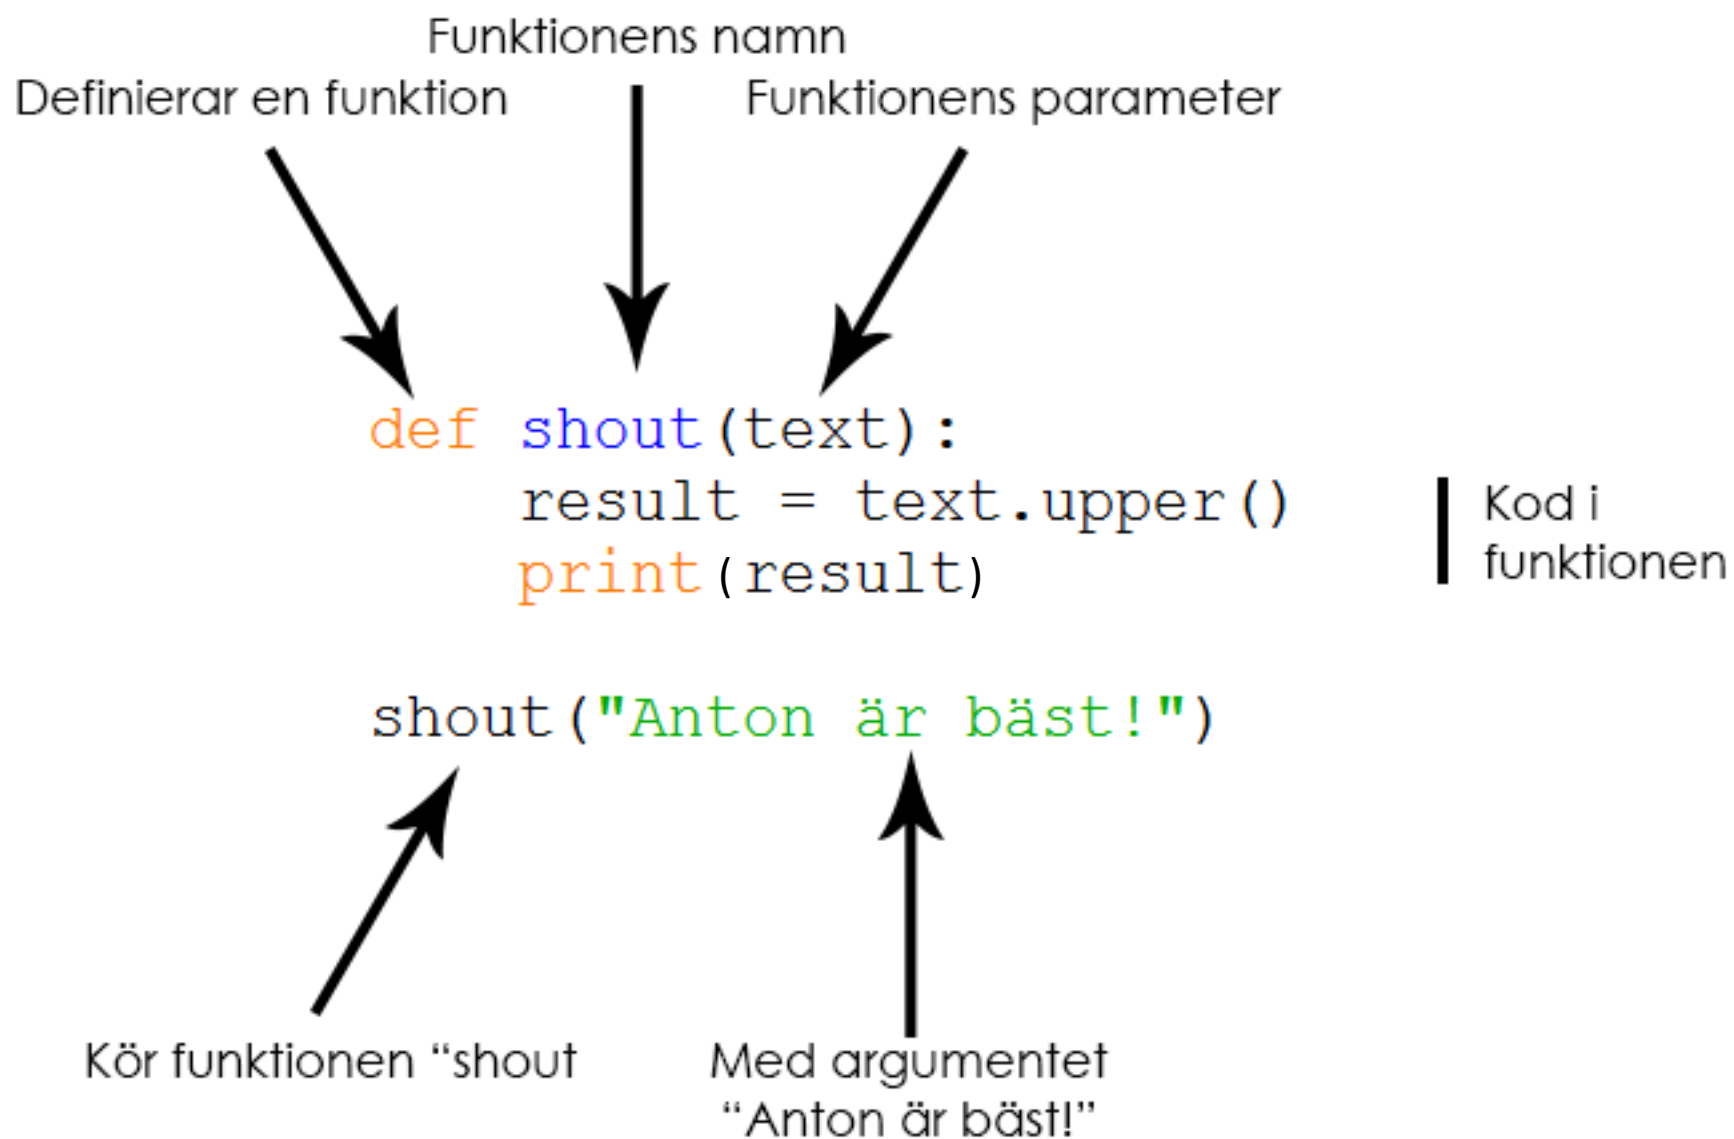 Funktionens namn
Definierar en funktion
Funktionens parameter
def shout(text):
result = text.upper()
print(result)
Kod i
funktionen
shout("Anton är bäst!")
Kör funktionen “shout
Med argumentet
“Anton är bäst!”